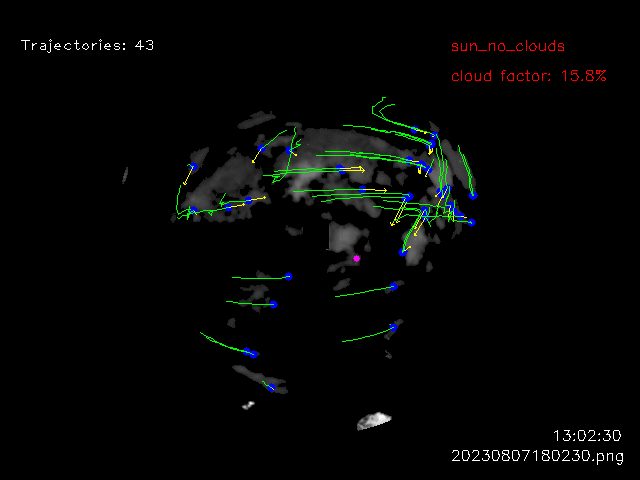 Trajectories: 43
sun_no_clouds
cloud factor: 15.8%
13:02:30
20230807180230.png